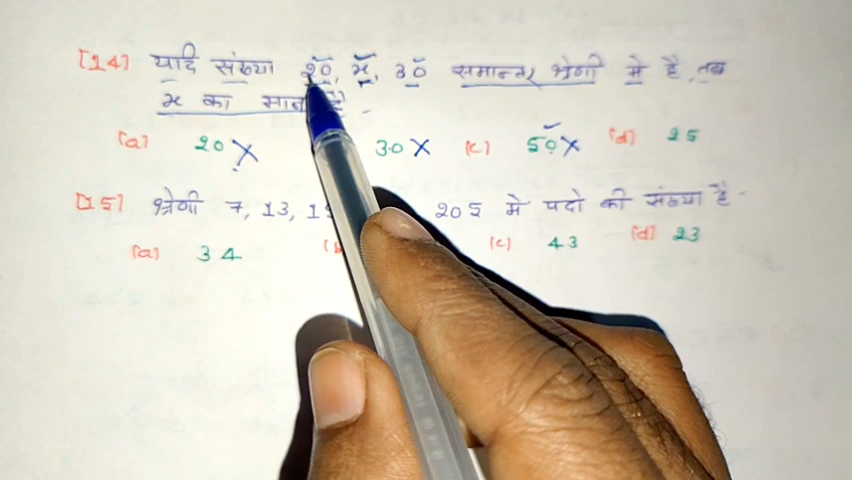 [14] यदि संख्या 20, x, 30 समान्तर श्रेणी मे है, तब
x का मान है -
(a) 20 30 (c) 50 (d) 25
[15] श्रेणी 7, 13, 205 मे पदो की संख्या है -
(a) 34 (c) 43 (d) 23